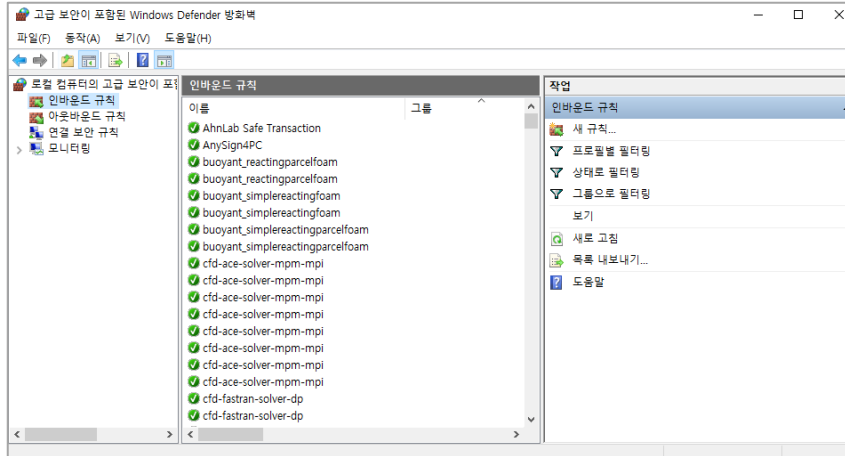 고급 보안이 포함된 Windows Defender 방화벽
파일(F) 동작(A) 보기(V) 도움말(H)
로컬 컴퓨터의 고급 보안이 포
인바운드 규칙
아웃바운드 규칙
연결 보안 규칙
모니터링
인바운드 규칙
이름 그룹
AhnLab Safe Transaction
AnySign4PC
buoyant_reactingparcelfoam
buoyant_reactingparcelfoam
buoyant_simplereactingfoam
buoyant_simplereactingfoam
buoyant_simplereactingparcelfoam
buoyant_simplereactingparcelfoam
cfd-ace-solver-mpm-mpi
cfd-ace-solver-mpm-mpi
cfd-ace-solver-mpm-mpi
cfd-ace-solver-mpm-mpi
cfd-ace-solver-mpm-mpi
cfd-ace-solver-mpm-mpi
cfd-ace-solver-mpm-mpi
cfd-ace-solver-mpm-mpi
cfd-fastran-solver-dp
cfd-fastran-solver-dp
작업
인바운드 규칙
새 규칙...
프로필별 필터링
상태로 필터링
그룹으로 필터링
보기
새로 고침
목록 내보내기...
도움말